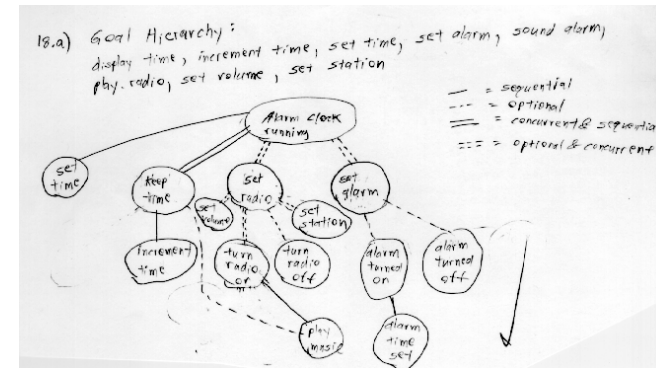 18.a) Goal Hierarchy:
display time, increment time, set time, set alarm, sound alarm,
play radio, set volume, set station
— = sequential
--- = optional
= concurrent & sequentia
=== = optional & concurrent
Alarm clock
running
set
time
keep
time
set
radio
set
alarm
set
volume
set
station
increment
time
turn
radio
on
turn
radio
off
alarm
turned
on
alarm
turned
off
play
music
alarm
time
set